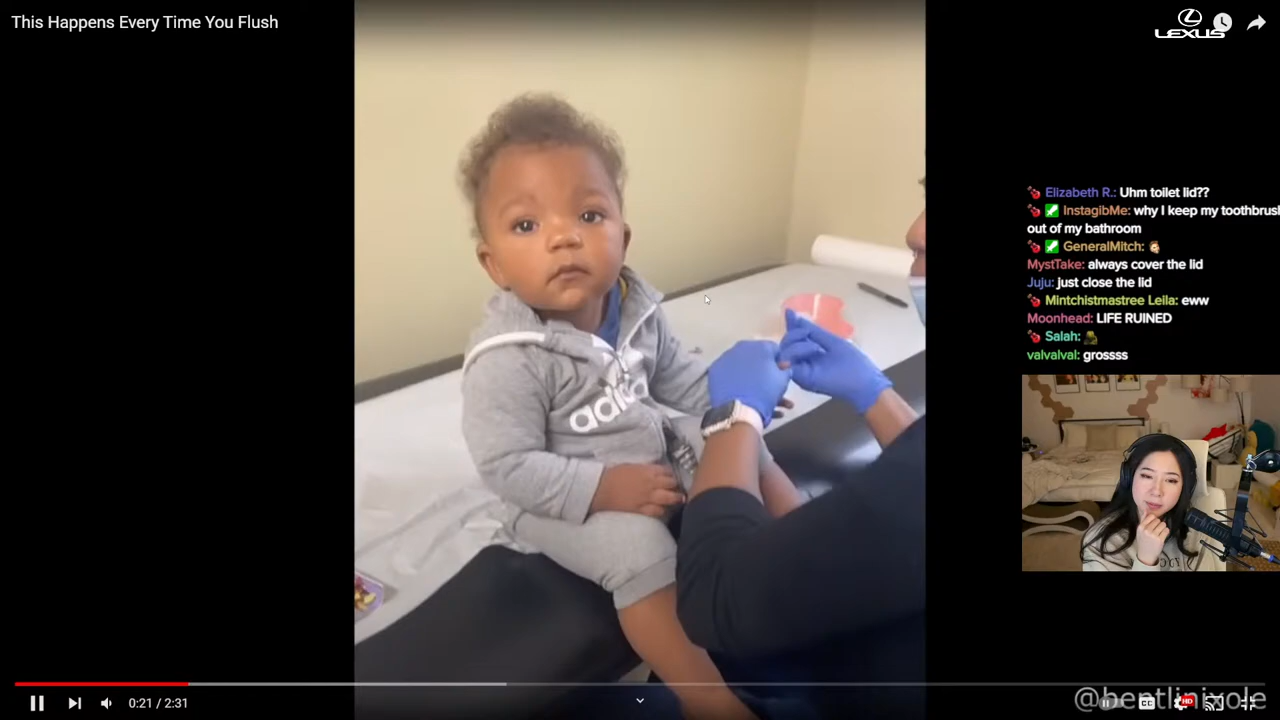 This Happens Every Time You Flush
LEXUS
Elizabeth R.: Uhm toilet lid??
InstagibMe: why I keep my toothbrush
out of my bathroom
GeneralMitch:
MystTake: always cover the lid
Juju: just close the lid
Mintchistmastree Leila: eww
Moonhead: LIFE RUINED
Salah:
valvalval: grossss
adidas
0:21 / 2:31
HD